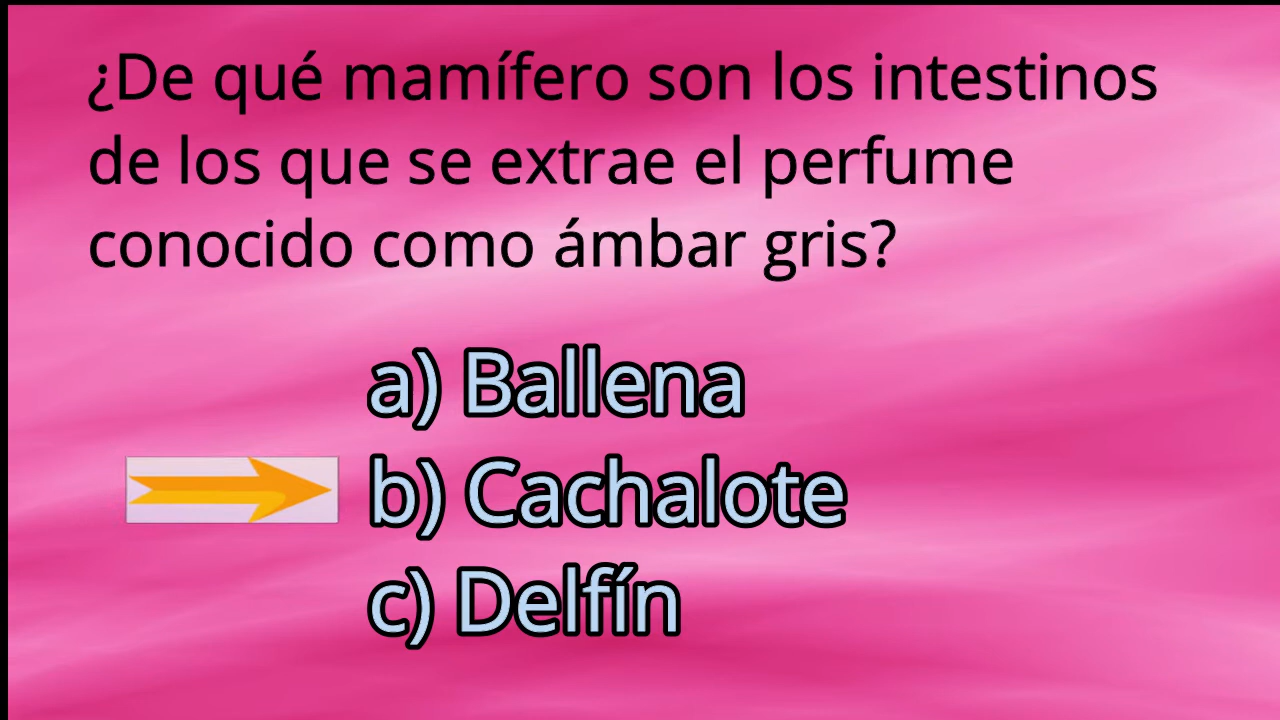 ¿De qué mamífero son los intestinos
de los que se extrae el perfume
conocido como ámbar gris?
a) Ballena
b) Cachalote
c) Delfín